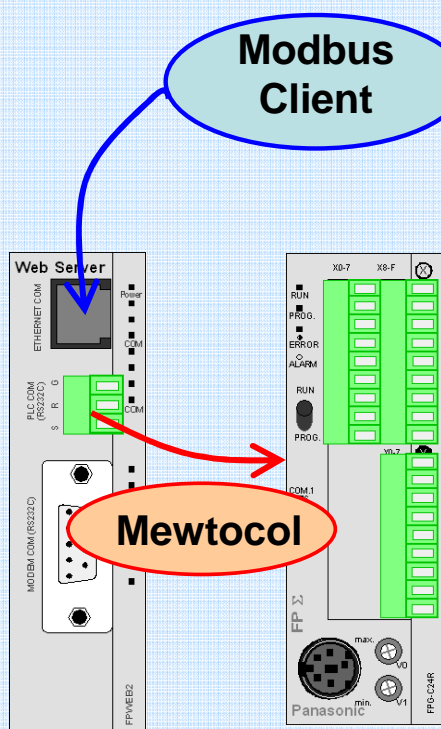 Modbus
Client
Web Server
ETHERNET COM
Power
COM
PLC COM
(RS232C)
S R G
COM
MODEM COM (RS232C)
FPWEB2
Mewtocol
X0-7 X8-F
RUN
PROG.
ERROR
ALARM
RUN
PROG.
Y0-7
COM.1
FP Σ
max.
V0
min.
V1
Panasonic
FPG-C24R